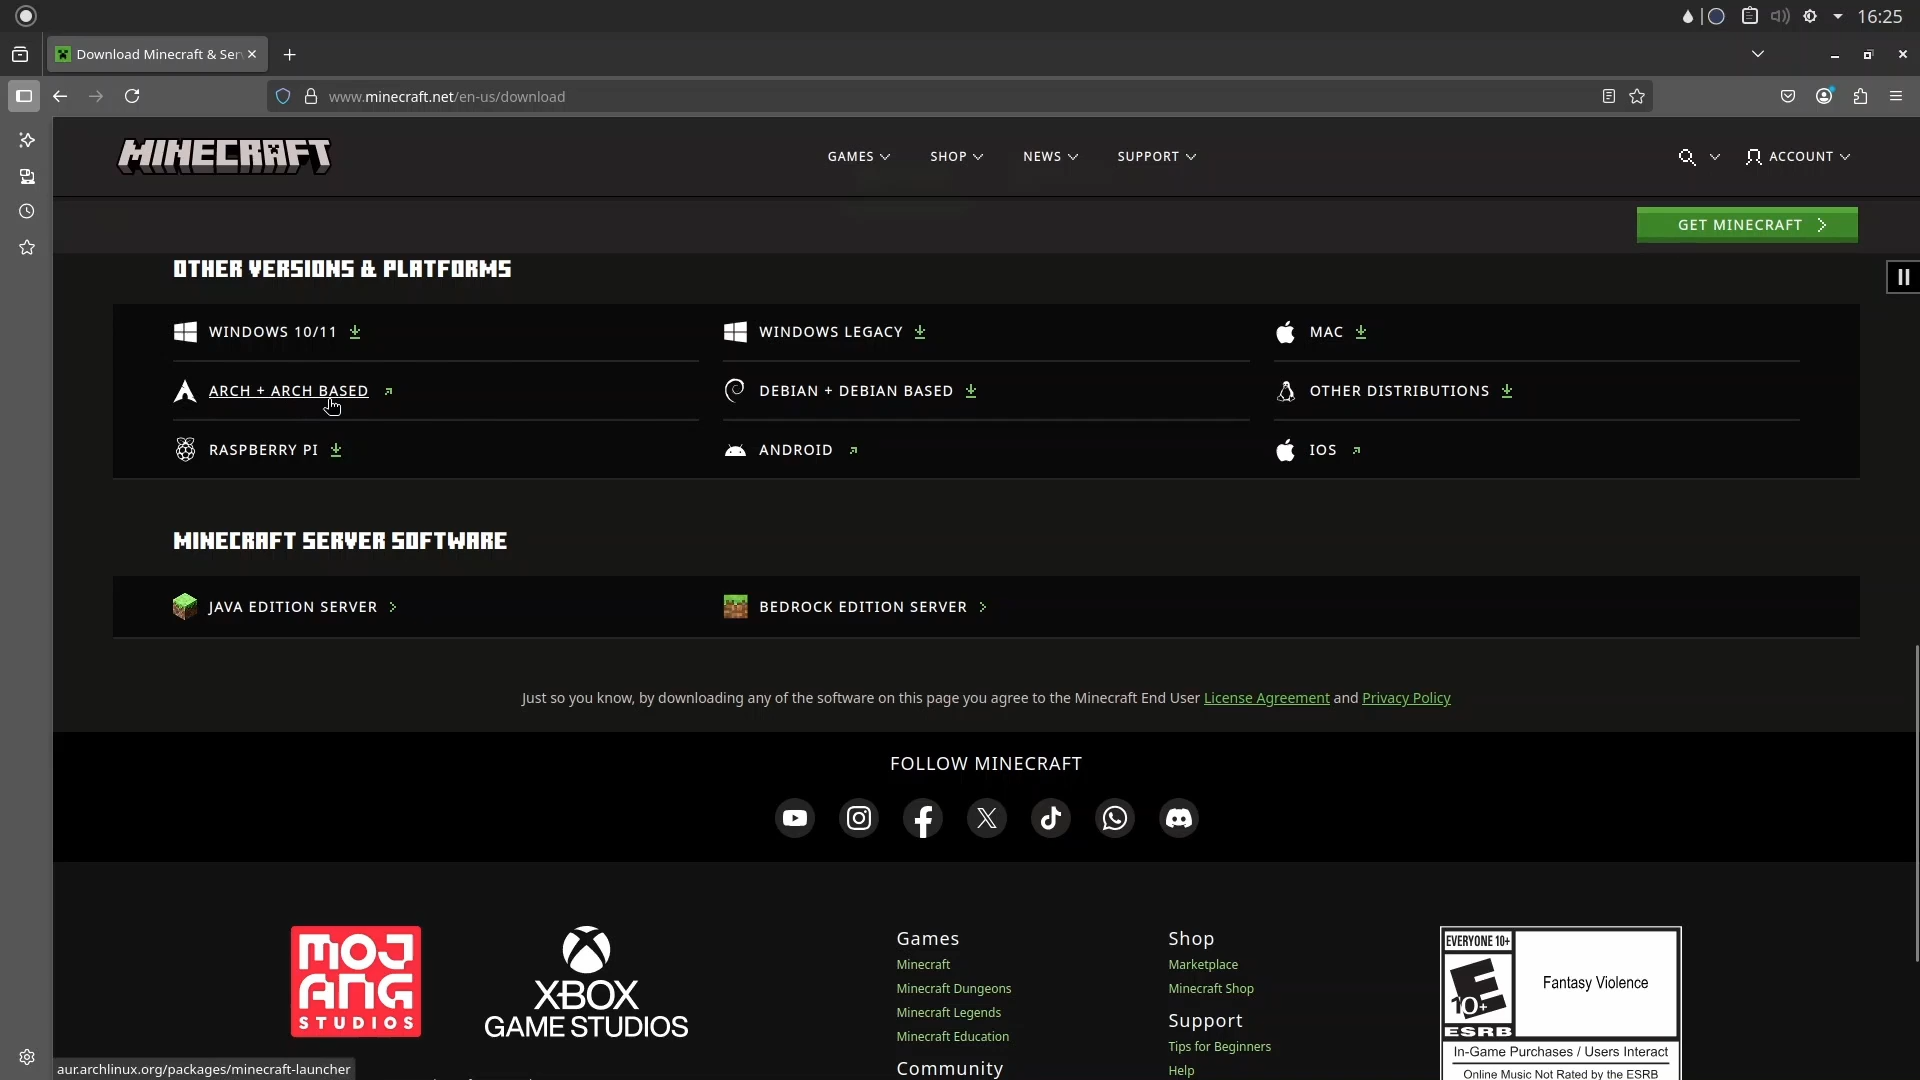 16:25
Download Minecraft & Ser
www.minecraft.net/en-us/download
MINECRAFT
GAMES
SHOP
NEWS
SUPPORT
ACCOUNT
GET MINECRAFT
OTHER VERSIONS & PLATFORMS
WINDOWS 10/11
WINDOWS LEGACY
MAC
ARCH + ARCH BASED
DEBIAN + DEBIAN BASED
OTHER DISTRIBUTIONS
RASPBERRY PI
ANDROID
IOS
MINECRAFT SERVER SOFTWARE
JAVA EDITION SERVER
BEDROCK EDITION SERVER
Just so you know, by downloading any of the software on this page you agree to the Minecraft End User License Agreement and Privacy Policy
FOLLOW MINECRAFT
MOJ
ANG
STUDIOS
XBOX
GAME STUDIOS
Games
Minecraft
Minecraft Dungeons
Minecraft Legends
Minecraft Education
Community
Shop
Marketplace
Minecraft Shop
Support
Tips for Beginners
Help
EVERYONE 10+
E
10+
ESRB
Fantasy Violence
In-Game Purchases / Users Interact
Online Music Not Rated by the ESRB
aur.archlinux.org/packages/minecraft-launcher